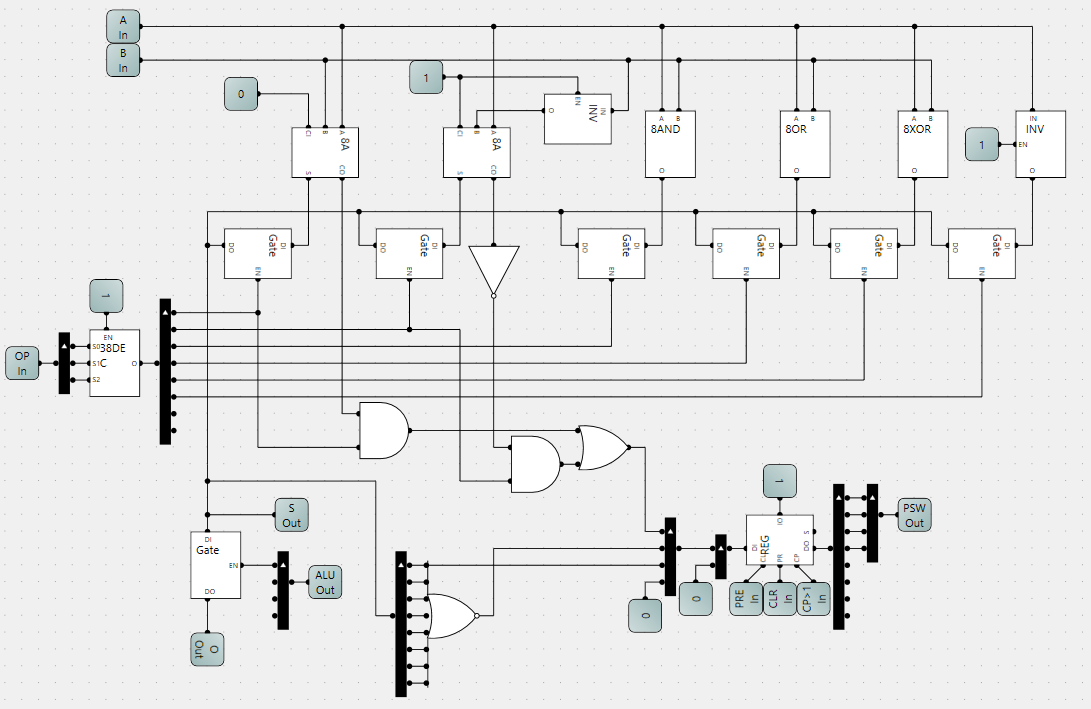 A
In
B
In
0
1
EN
O
INV
IN
CI
B
A
8A
S
CO
CI
B
A
8A
S
CO
A
B
8AND
O
A
B
8OR
O
A
B
8XOR
O
1
IN
INV
EN
O
DO
Gate
DI
EN
DO
Gate
DI
EN
DO
Gate
DI
EN
DO
Gate
DI
EN
DO
Gate
DI
EN
DO
Gate
DI
EN
1
OP
In
EN
S0
38DE
S1
C
O
S2
S
Out
DI
Gate
EN
DO
ALU
Out
O
Out
0
0
1
IO
DI
REG
S
DO
CL
PR
CP
PRE
In
CLR
In
CP>1
In
PSW
Out